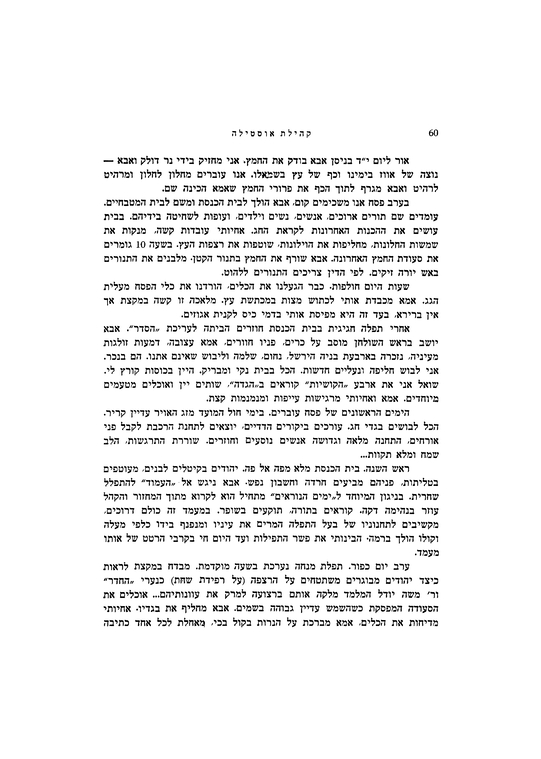 60
קהילת אוסטילה
אור ליום י״ד בניסן אבא בודק את החמץ. אני מחזיק בידי נר דולק ואבא —
נוצה של אווז בימינו וכף של עץ בשמאלו. אנו עוברים מחלון לחלון ומרהיט
לרהיט ואבא מגרף לתוך הכף את פרורי החמץ שאמא הכינה שם.
בערב פסח אנו משכימים קום. אבא הולך לבית הכנסת ומשם לבית המטבחיים.
עומדים שם תורים ארוכים, אנשים, נשים וילדים, ועופות לשחיטה בידיהם. בבית
עושים את ההכנות האחרונות לקראת החג. אחיותי עובדות קשה, מנקות את
שמשות החלונות, מחליפות את הוילונות, שוטפות את רצפות העץ. בשעה 10 גומרים
את סעודת החמץ האחרונה. אבא שורף את החמץ בתנור הקטן. מלבנים את התנורים
באש יורה זיקים. לפי הדין צריכים התנורים ללהוט.
שעות היום חולפות. כבר הגעלנו את הכלים, הורדנו את כלי הפסח מעלית
הגג. אמא מכבדת אותי לכתוש מצות במכתשת עץ. מלאכה זו קשה במקצת אך
אין ברירא, בעד זה היא מפיסת אותי בדמי כיס לקנית אגוזים.
אחרי תפלה חגיגית בבית הכנסת חוזרים הביתה לעריכת „הסדר״. אבא
יושב בראש השולחן מוסב על כרים, פניו חוורים, אמא עצובה, דמעות זולגות
מעיניה, נזכרה בארבעת בניה הירשל, נחום, שלמה וליבוש שאינם אתנו. הם בנכר.
אני לבוש חליפה ונעליים חדשות. הכל בבית נקי ומבריק. היין בכוסות קורץ לי.
שואל אני את ארבע „הקושיות״ קוראים ב„הגדה״, שותים יין ואוכלים מטעמים
מיוחדים. אמא ואחיותי מרגישות עייפות ומנמנמות קצת.
הימים הראשונים של פסח עוברים. בימי חול המועד מזג האויר עדיין קריר.
הכל לבושים בגדי חג. עורכים ביקורים הדדיים, יוצאים לתחנת הרכבת לקבל פני
אורחים, התחנה מלאה וגדושה אנשים נוסעים וחוזרים. שוררת התרגשות, הלב
שמח ומלא תקוות...
ראש השנה. בית הכנסת מלא מפה אל פה. יהודים בקיטלים לבנים, מעוטפים
בטליתות, פניהם מביעים חרדה וחשבון נפש. אבא ניגש אל „העמוד״ להתפלל
שחרית. בניגון המיוחד ל„ימים הנוראים״ מתחיל הוא לקרוא מתוך המחזור והקהל
עוזר בנהימה דקה. קוראים בתורה, תוקעים בשופר. במעמד זה כולם דרוכים,
מקשיבים לתחנוניו של בעל התפלה המרים את עיניו ומנפנף בידו כלפי מעלה
וקולו הולך ברמה. הבינותי את פשר התפילות ועד היום חי בקרבי הרטט של אותו
מעמד.
ערב יום כפור. תפלת מנחה נערכת בשעה מוקדמת. מבדח במקצת לראות
כיצד יהודים מבוגרים משתטחים על הרצפה (על רפידת שחת) כנערי „החדר״
ור׳ משה יודל המלמד מלקה אותם ברצועה למרק את עוונותיהם... אוכלים את
הסעודה המפסקת כשהשמש עדיין גבוהה בשמים. אבא מחליף את בגדיו. אחיותי
מדיחות את הכלים, אמא מברכת על הנרות בקול בכי, מאחלת לכל אחד כתיבה